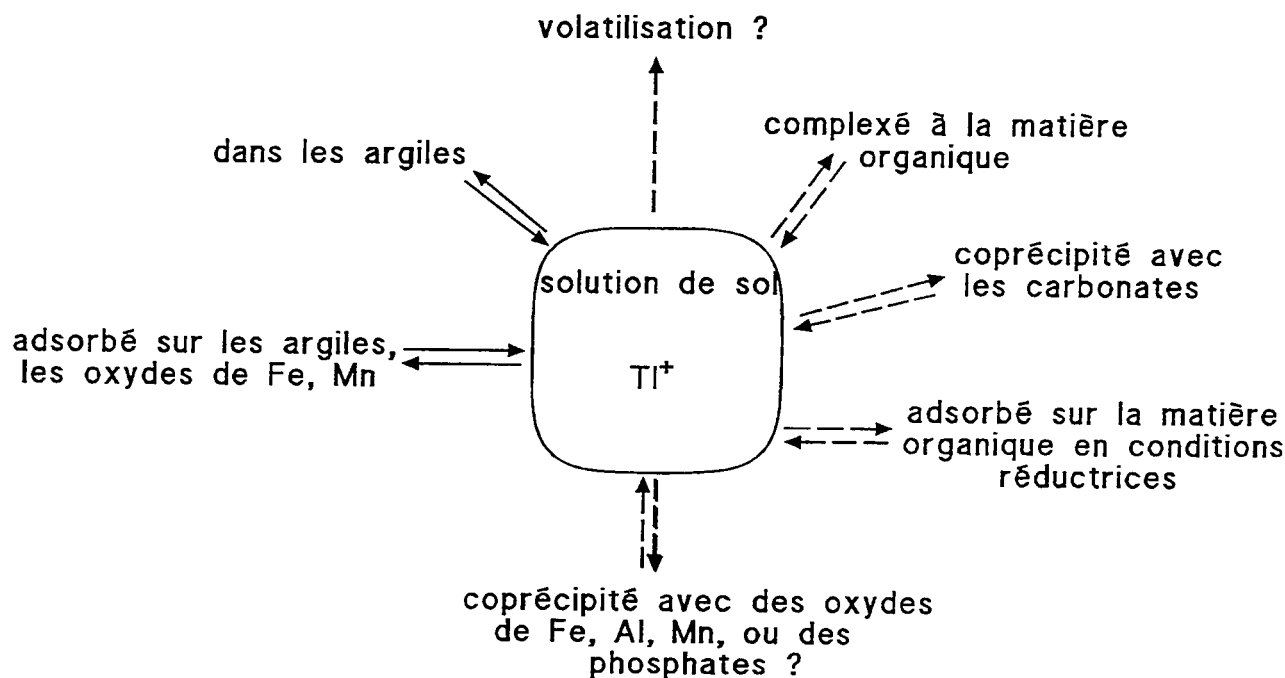 volatilisation ?
complexé à la matière
organique
dans les argiles
solution de sol
coprécipité avec
les carbonates
adsorbé sur les argiles,
les oxydes de Fe, Mn
Tl⁺
adsorbé sur la matière
organique en conditions
réductrices
coprécipité avec des oxydes
de Fe, Al, Mn, ou des
phosphates ?